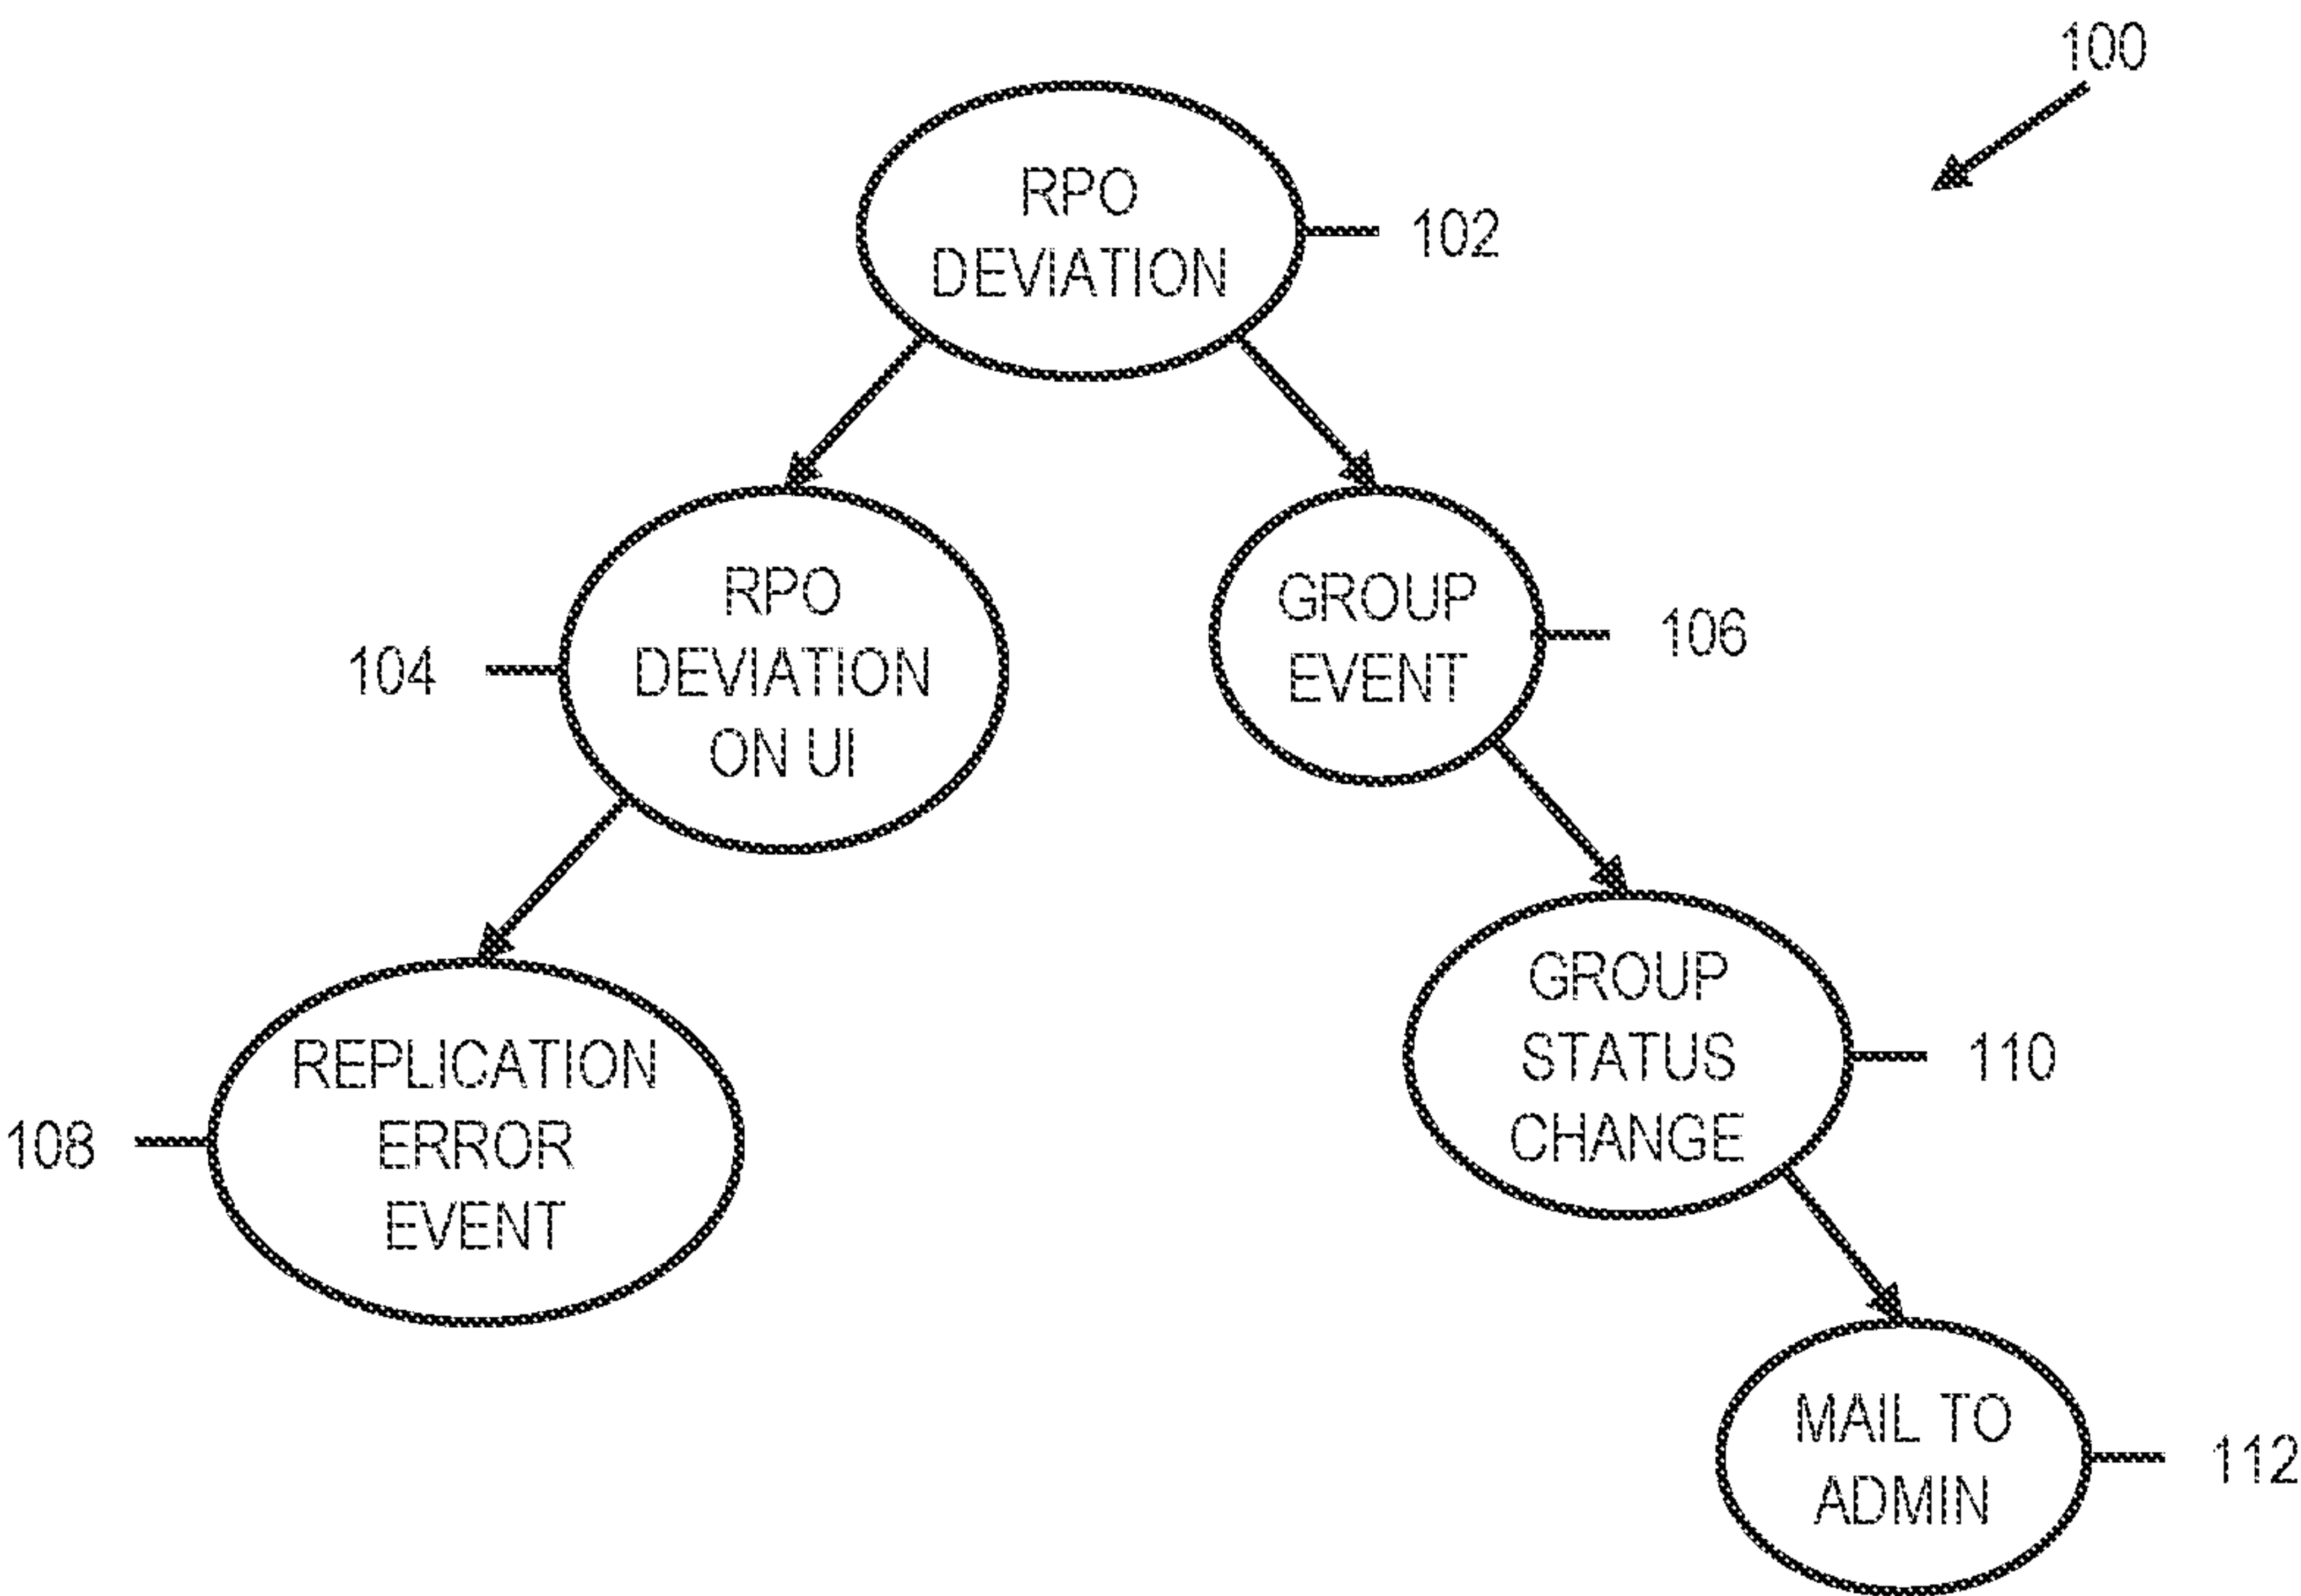 100
RPO
DEVIATION
102
RPO
DEVIATION
ON UI
104
GROUP
EVENT
106
REPLICATION
ERROR
EVENT
108
GROUP
STATUS
CHANGE
110
MAIL TO
ADMIN
112